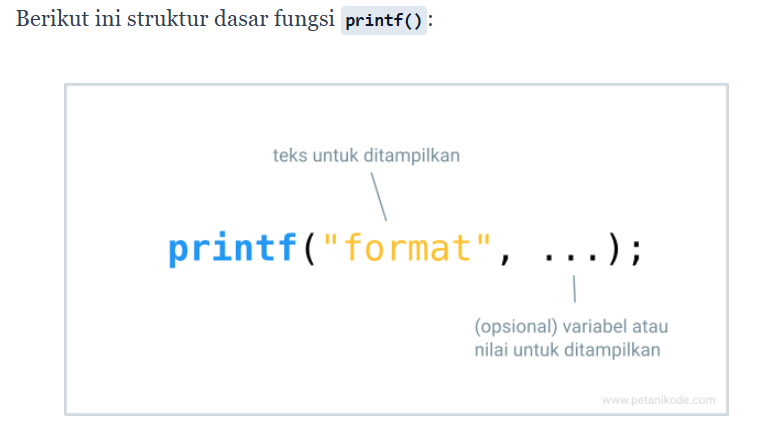 Berikut ini struktur dasar fungsi printf():
teks untuk ditampilkan
printf("format", ...);
(opsional) variabel atau
nilai untuk ditampilkan
www.petanikode.com